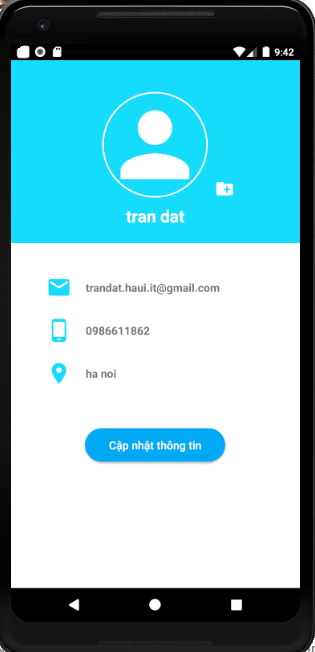 9:42
tran dat
trandat.haui.it@gmail.com
0986611862
ha noi
Cập nhật thông tin